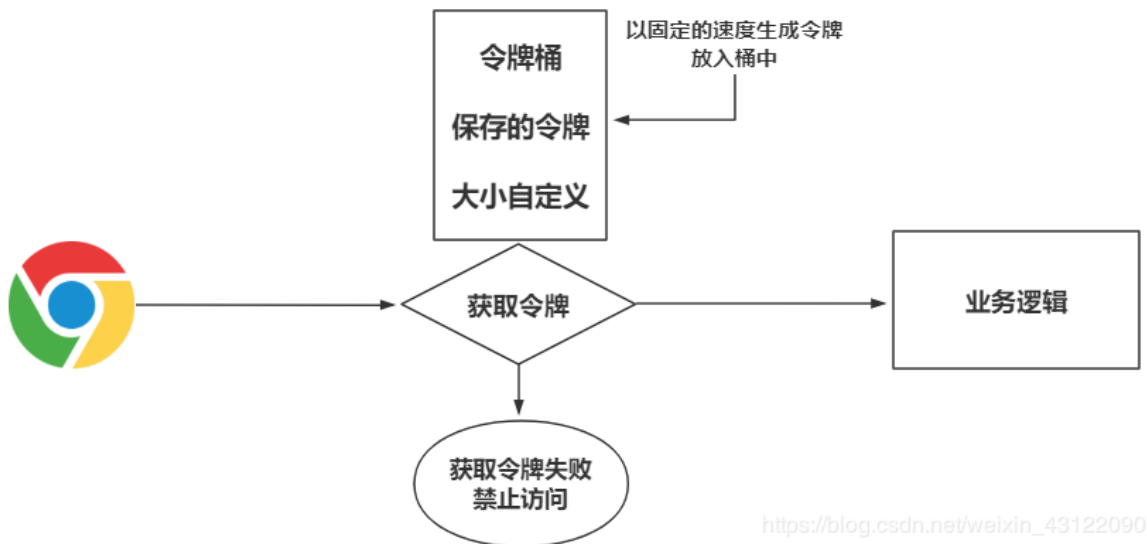 以固定的速度生成令牌
放入桶中
令牌桶
保存的令牌
大小自定义
获取令牌
业务逻辑
获取令牌失败
禁止访问
https://blog.csdn.net/weixin_43122090